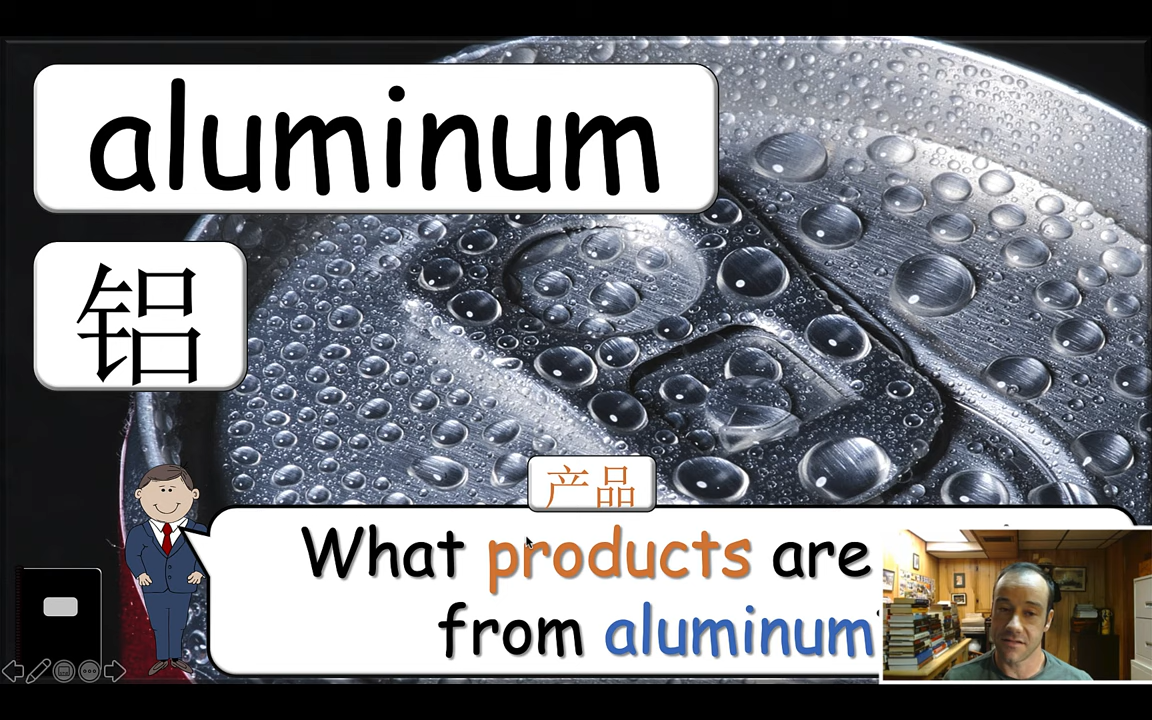 aluminum
铝
产品
What products are
from aluminum